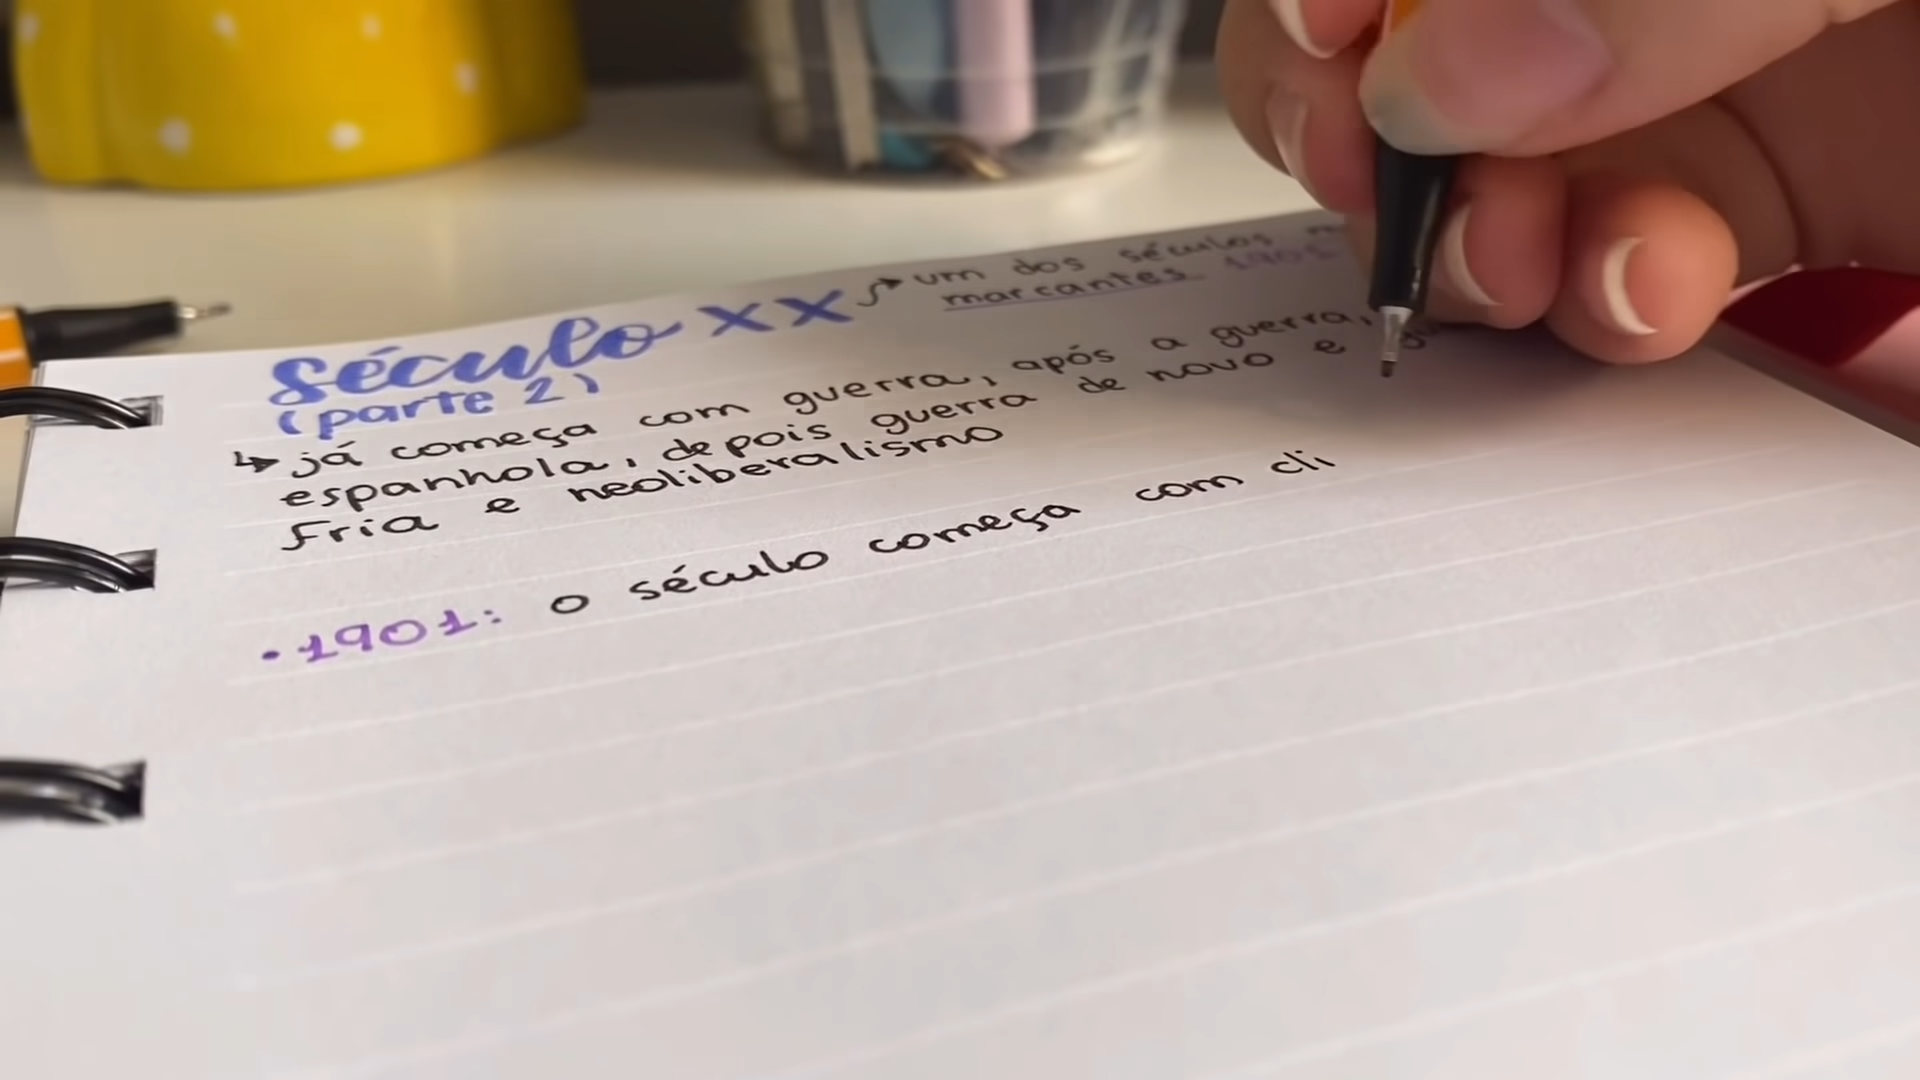 século XX
um dos séculos
marcantes 1901
(parte 2)
já começa com guerra, após a guerra,
espanhola, depois guerra de novo e
Fria e neoliberalismo
•1901: o século começa com cli